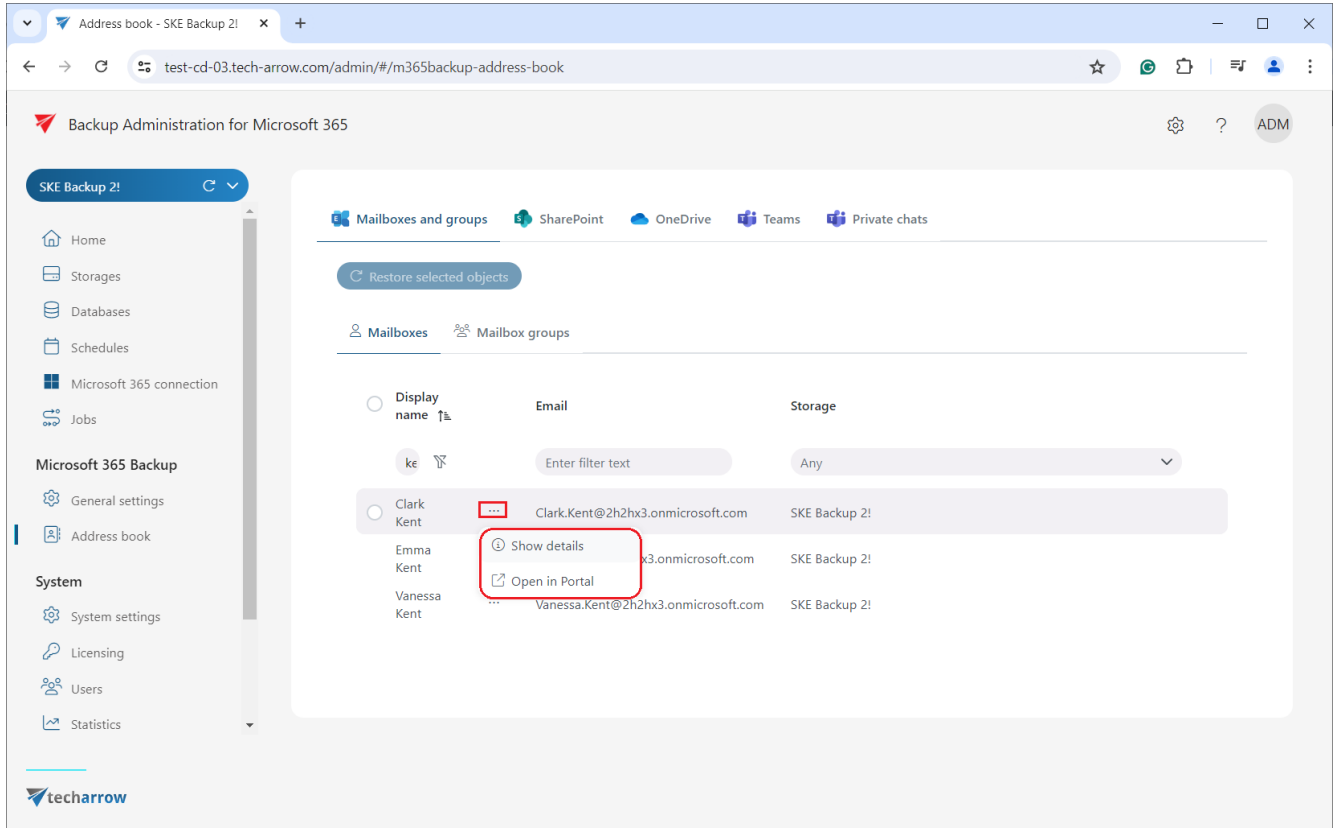 Address book - SKE Backup 2!
test-cd-03.tech-arrow.com/admin/#/m365backup-address-book
Backup Administration for Microsoft 365
ADM
SKE Backup 2!
Home
Storages
Databases
Schedules
Microsoft 365 connection
Jobs
Microsoft 365 Backup
General settings
Address book
System
System settings
Licensing
Users
Statistics
techarrow
Mailboxes and groups SharePoint OneDrive Teams Private chats
Restore selected objects
Mailboxes Mailbox groups
Display
name
Email Storage
ke Enter filter text Any
Clark
Kent
... Clark.Kent@2h2hx3.onmicrosoft.com SKE Backup 2!
Show details
Open in Portal
Emma
Kent
x3.onmicrosoft.com SKE Backup 2!
Vanessa
Kent
... Vanessa.Kent@2h2hx3.onmicrosoft.com SKE Backup 2!